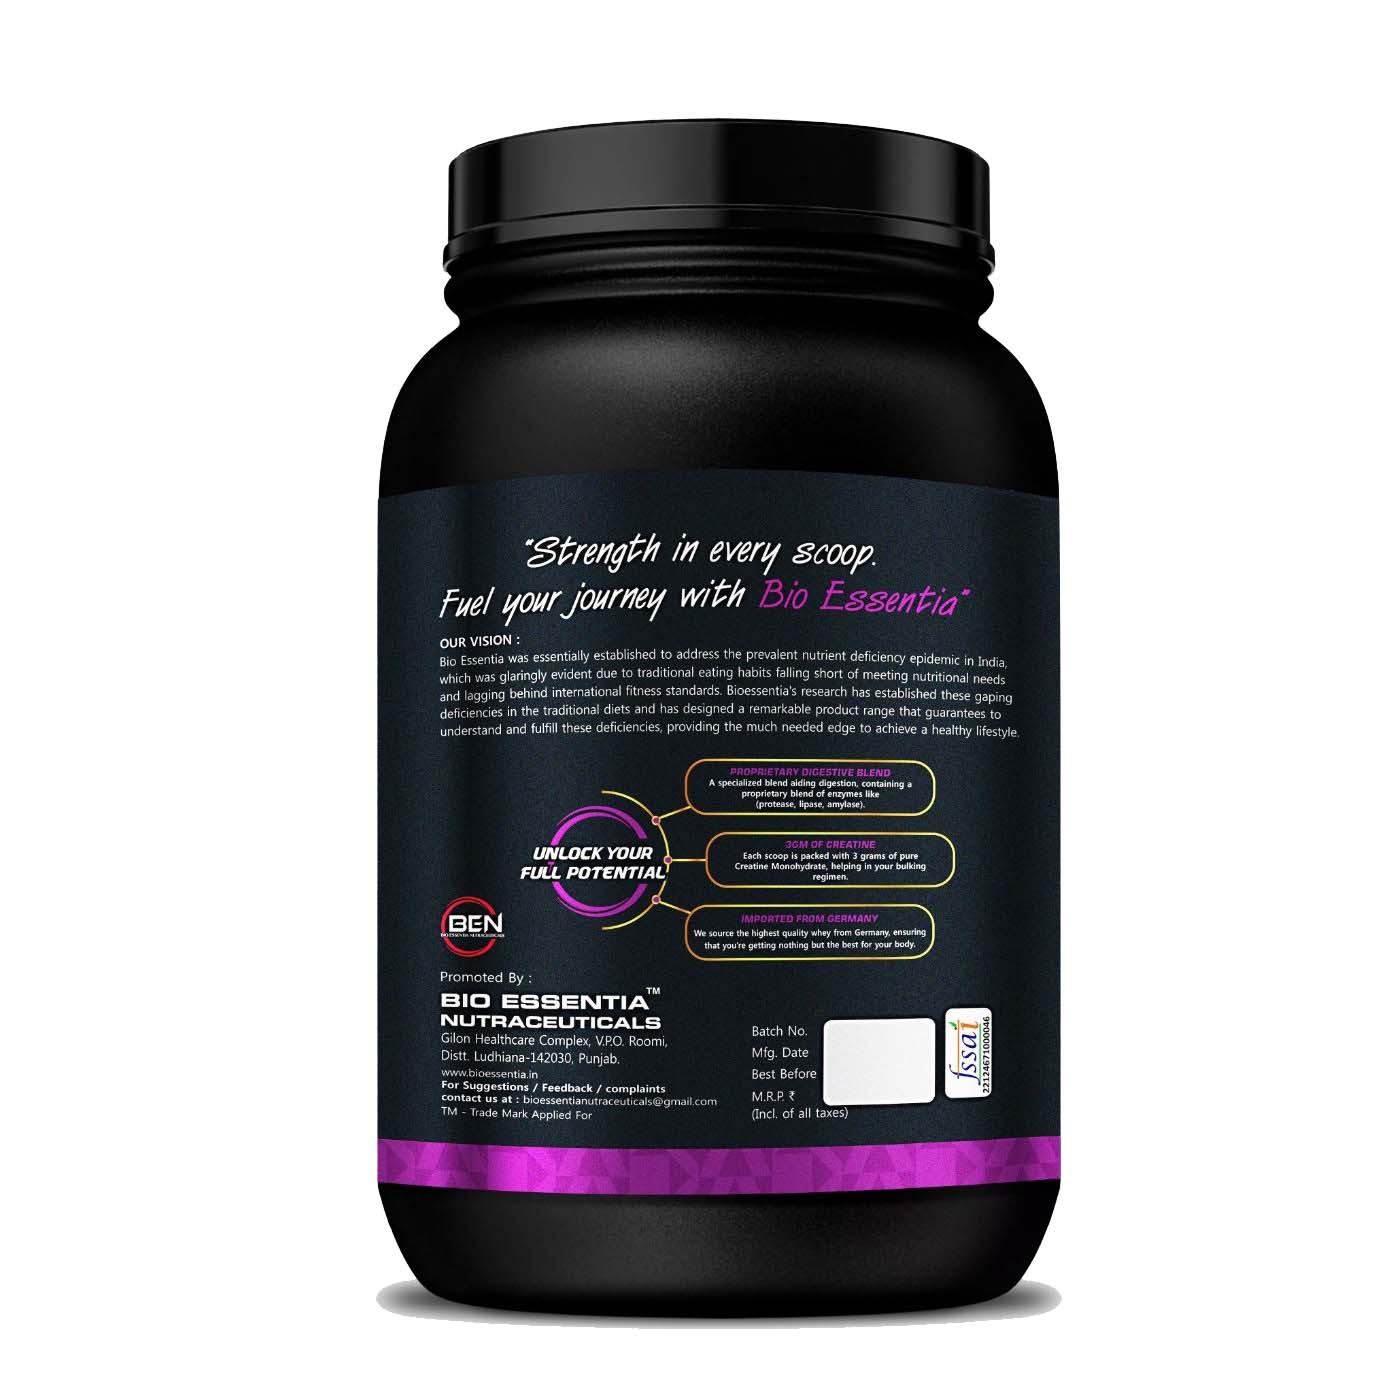 "Strength in every scoop.
Fuel your journey with Bio Essentia"
OUR VISION :
Bio Essentia was essentially established to address the prevalent nutrient deficiency epidemic in India,
which was glaringly evident due to traditional eating habits falling short of meeting nutritional needs
and lagging behind international fitness standards. Bioessentia's research has established these gaping
deficiencies in the traditional diets and has designed a remarkable product range that guarantees to
understand and fulfill these deficiencies, providing the much needed edge to achieve a healthy lifestyle.
PROPRIETARY DIGESTIVE BLEND
A specialized blend aiding digestion, containing a
proprietary blend of enzymes like
(protease, lipase, amylase).
UNLOCK YOUR
FULL POTENTIAL
3GM OF CREATINE
Each scoop is packed with 3 grams of pure
Creatine Monohydrate, helping in your bulking
regimen.
IMPORTED FROM GERMANY
We source the highest quality whey from Germany, ensuring
that you're getting nothing but the best for your body.
BEN
BIO ESSENTIA NUTRACEUTICALS
Promoted By :
BIO ESSENTIA™
NUTRACEUTICALS
Gilon Healthcare Complex, V.P.O. Roomi,
Distt. Ludhiana-142030, Punjab.
www.bioessentia.in
For Suggestions / Feedback / complaints
contact us at : bioessentianutraceuticals@gmail.com
TM - Trade Mark Applied For
Batch No.
Mfg. Date
Best Before
M.R.P. ₹
(Incl. of all taxes)
fssai
22124671000046